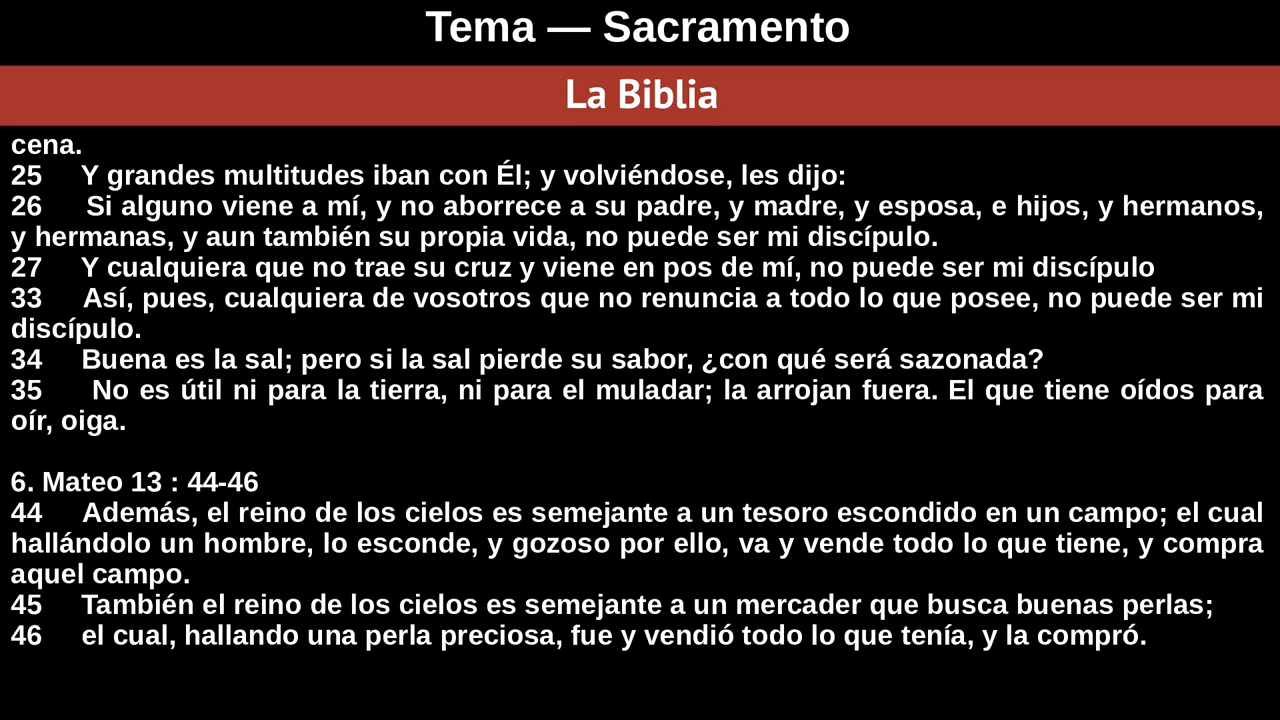 Tema — Sacramento
La Biblia
cena.
25 Y grandes multitudes iban con Él; y volviéndose, les dijo:
26 Si alguno viene a mí, y no aborrece a su padre, y madre, y esposa, e hijos, y hermanos,
y hermanas, y aun también su propia vida, no puede ser mi discípulo.
27 Y cualquiera que no trae su cruz y viene en pos de mí, no puede ser mi discípulo
33 Así, pues, cualquiera de vosotros que no renuncia a todo lo que posee, no puede ser mi
discípulo.
34 Buena es la sal; pero si la sal pierde su sabor, ¿con qué será sazonada?
35 No es útil ni para la tierra, ni para el muladar; la arrojan fuera. El que tiene oídos para
oír, oiga.
6. Mateo 13 : 44-46
44 Además, el reino de los cielos es semejante a un tesoro escondido en un campo; el cual
hallándolo un hombre, lo esconde, y gozoso por ello, va y vende todo lo que tiene, y compra
aquel campo.
45 También el reino de los cielos es semejante a un mercader que busca buenas perlas;
46 el cual, hallando una perla preciosa, fue y vendió todo lo que tenía, y la compró.